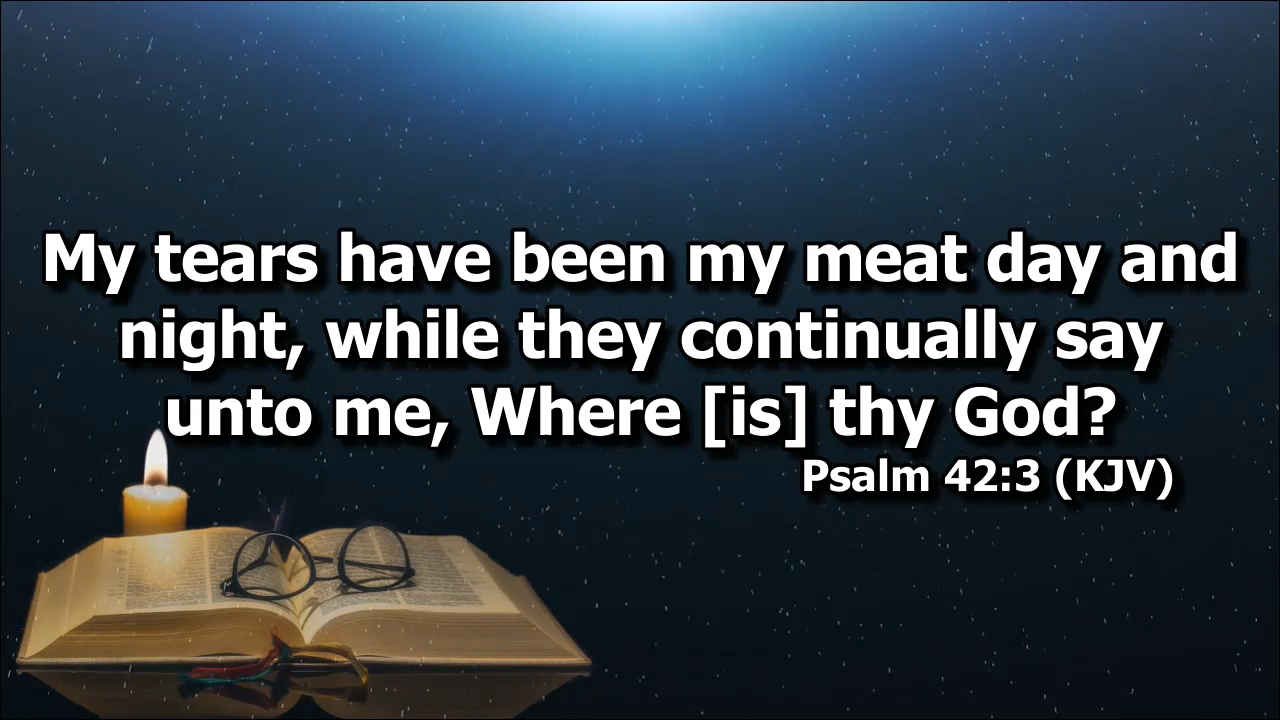 My tears have been my meat day and
night, while they continually say
unto me, Where [is] thy God?
Psalm 42:3 (KJV)